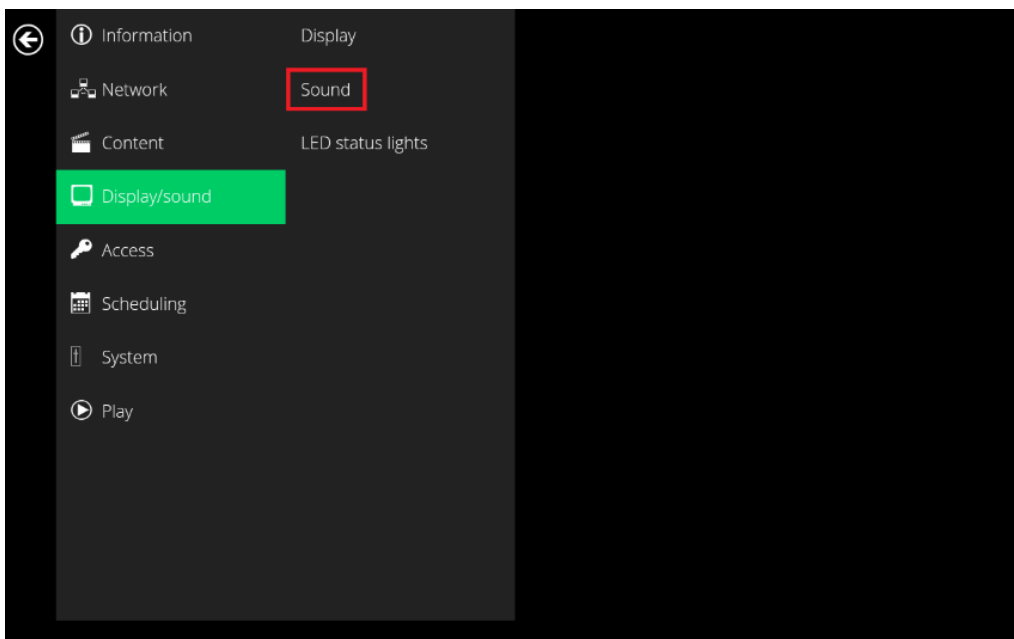 Information
Network
Content
Display/sound
Access
Scheduling
System
Play
Display
Sound
LED status lights